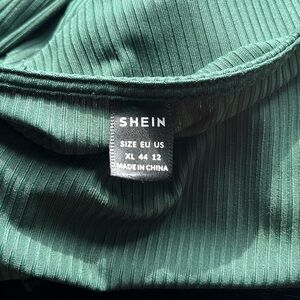 SHEIN
SIZE EU US
XL 44 12
MADE IN CHINA